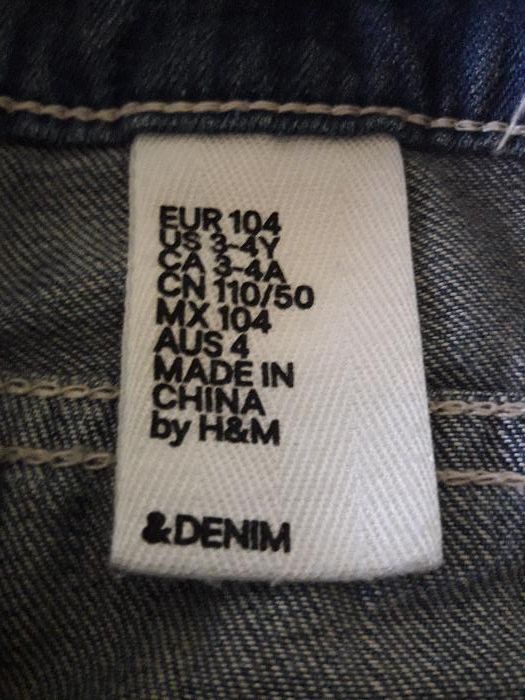 EUR 104
US 3-4Y
CA 3-4A
CN 110/50
MX 104
AUS 4
MADE IN
CHINA
by H&M
&DENIM